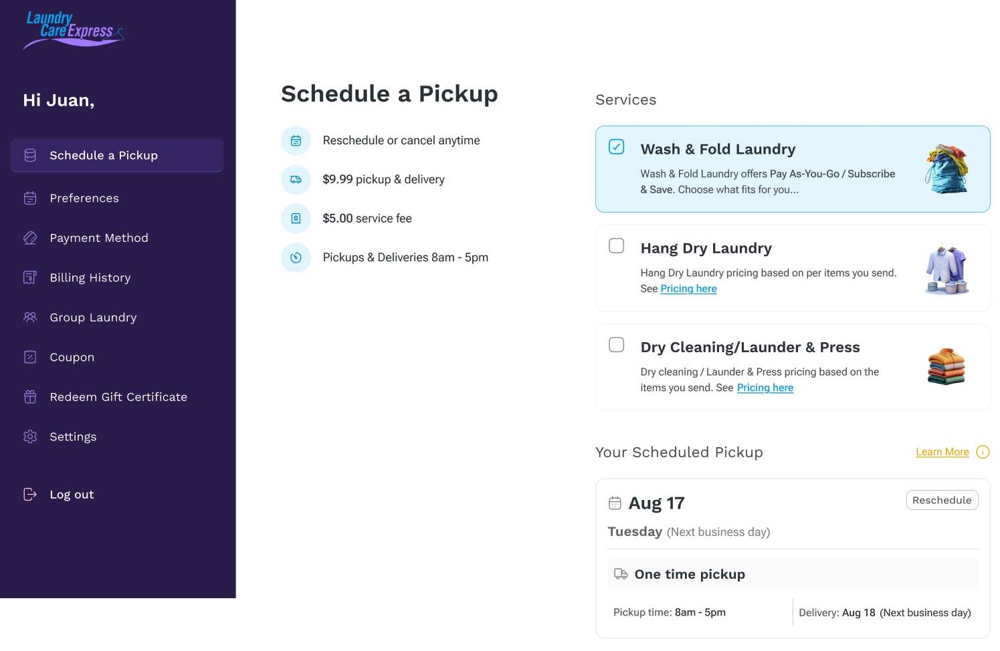 Laundry
Care Express
Hi Juan,
Schedule a Pickup
Preferences
Payment Method
Billing History
Group Laundry
Coupon
Redeem Gift Certificate
Settings
Log out
Schedule a Pickup
Reschedule or cancel anytime
$9.99 pickup & delivery
$5.00 service fee
Pickups & Deliveries 8am - 5pm
Services
Wash & Fold Laundry
Wash & Fold Laundry offers Pay As-You-Go / Subscribe
& Save. Choose what fits for you...
Hang Dry Laundry
Hang Dry Laundry pricing based on per items you send.
See Pricing here
Dry Cleaning/Launder & Press
Dry cleaning / Launder & Press pricing based on the
items you send. See Pricing here
Your Scheduled Pickup
Learn More
Aug 17
Reschedule
Tuesday (Next business day)
One time pickup
Pickup time: 8am - 5pm
Delivery: Aug 18 (Next business day)